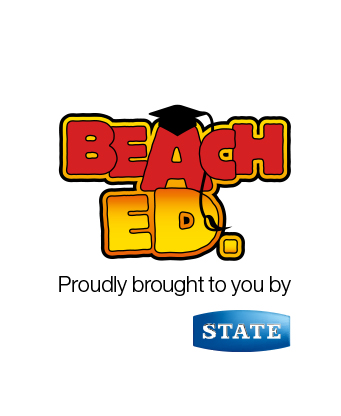 BEACH
ED.
Proudly brought to you by
STATE